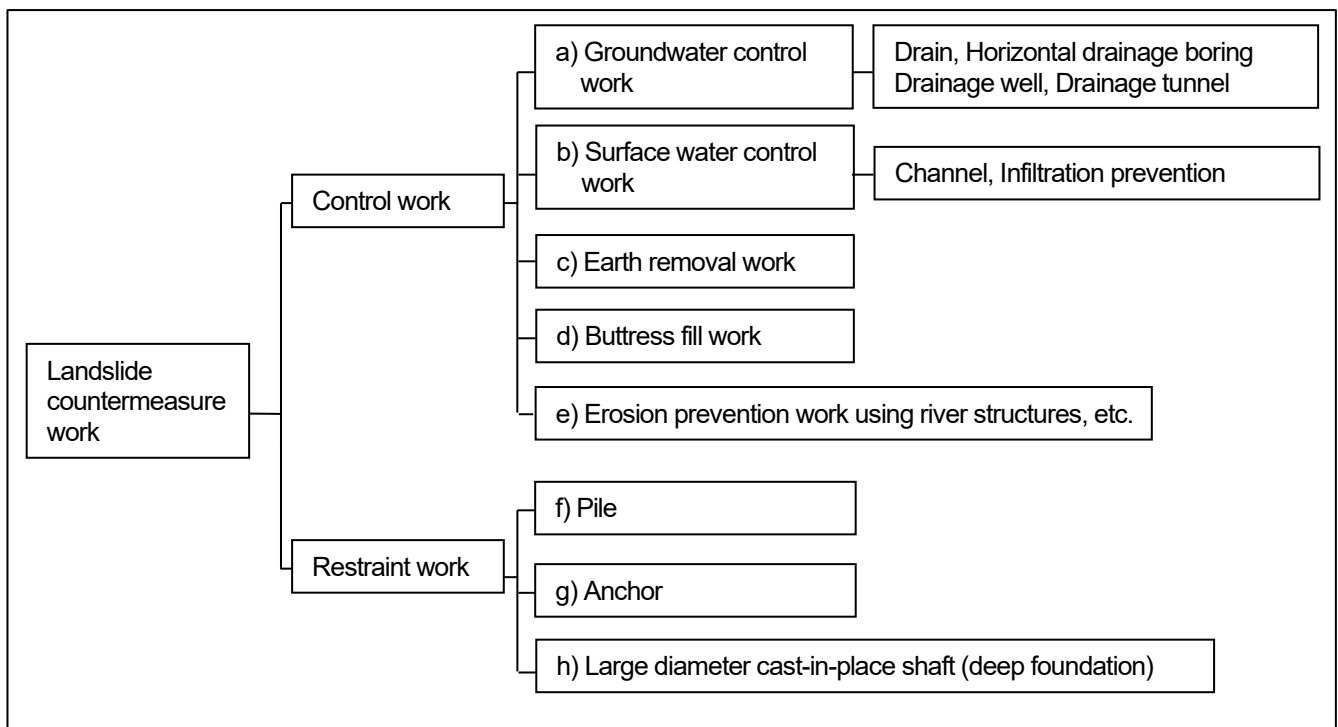 Landslide
countermeasure
work
Control work
a) Groundwater control
work
Drain, Horizontal drainage boring
Drainage well, Drainage tunnel
b) Surface water control
work
Channel, Infiltration prevention
c) Earth removal work
d) Buttress fill work
e) Erosion prevention work using river structures, etc.
Restraint work
f) Pile
g) Anchor
h) Large diameter cast-in-place shaft (deep foundation)